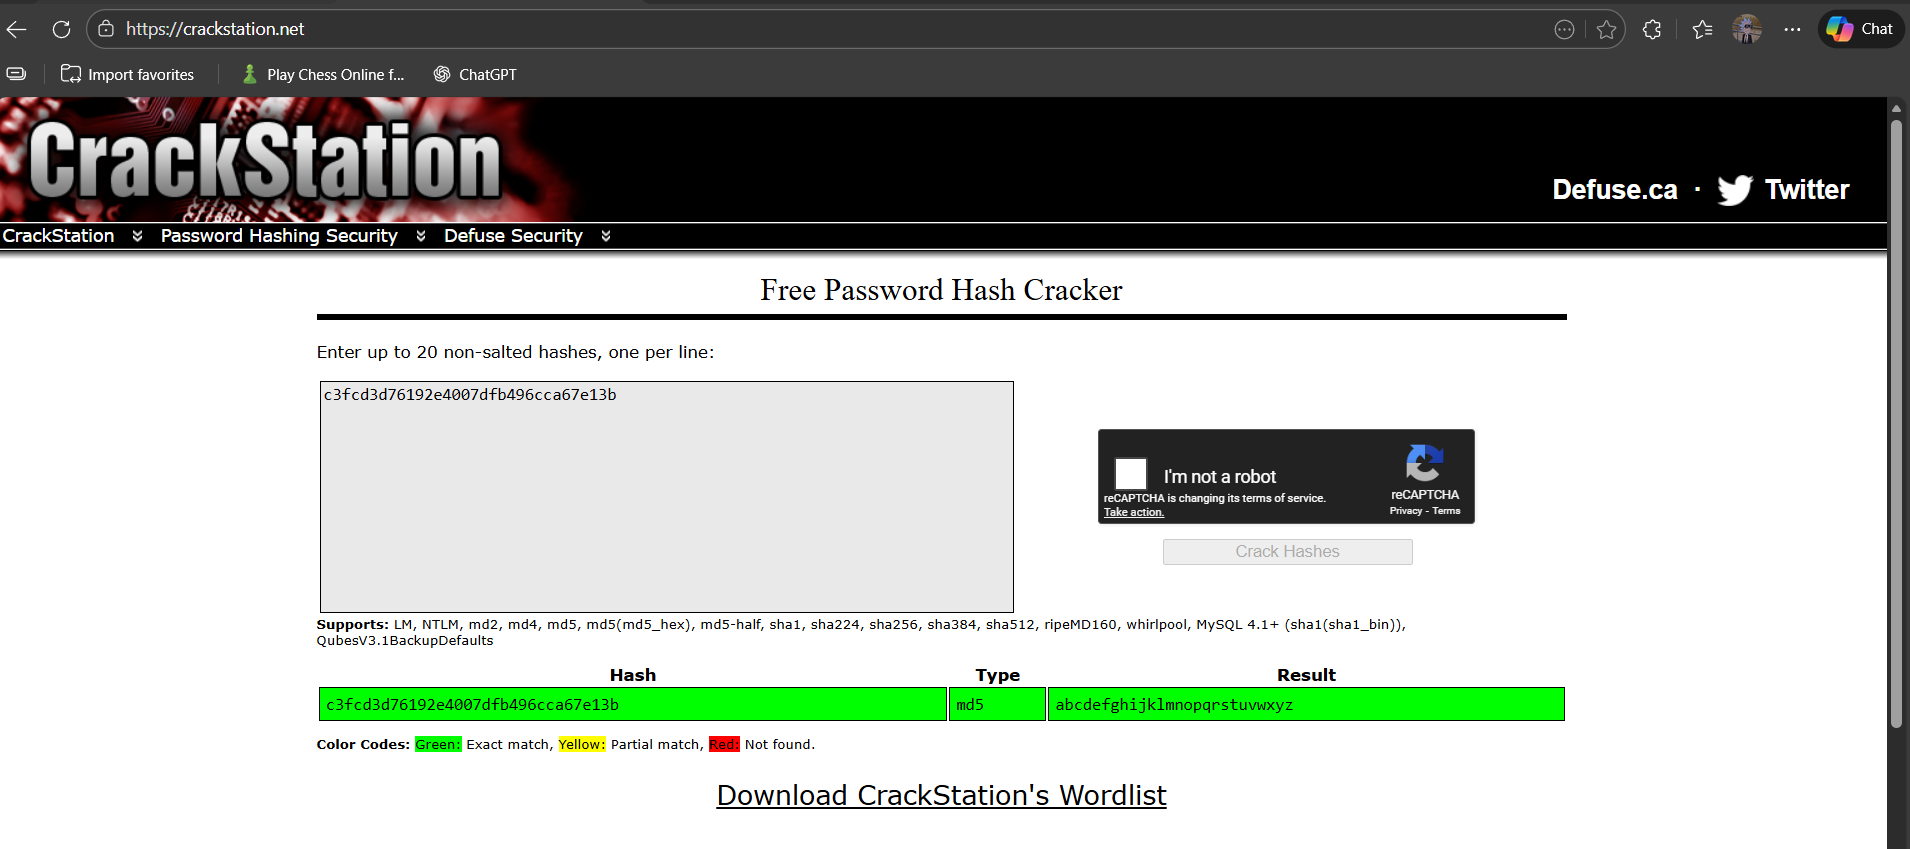 https://crackstation.net
Chat
Import favorites
Play Chess Online f...
ChatGPT
CrackStation
Defuse.ca · Twitter
CrackStation Password Hashing Security Defuse Security
Free Password Hash Cracker
Enter up to 20 non-salted hashes, one per line:
c3fcd3d76192e4007dfb496cca67e13b
I'm not a robot
reCAPTCHA is changing its terms of service.
Take action.
reCAPTCHA
Privacy - Terms
Crack Hashes
Supports: LM, NTLM, md2, md4, md5, md5(md5_hex), md5-half, sha1, sha224, sha256, sha384, sha512, ripeMD160, whirlpool, MySQL 4.1+ (sha1(sha1_bin)),
QubesV3.1BackupDefaults
Hash Type Result
c3fcd3d76192e4007dfb496cca67e13b md5 abcdefghijklmnopqrstuvwxyz
Color Codes: Green: Exact match, Yellow: Partial match, Red: Not found.
Download CrackStation's Wordlist